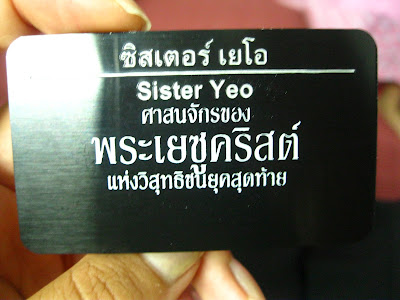 ซิสเตอร์ เยโอ
Sister Yeo
ศาสนจักรของ
พระเยซูคริสต์
แห่งวิสุทธิชนยุคสุดท้าย